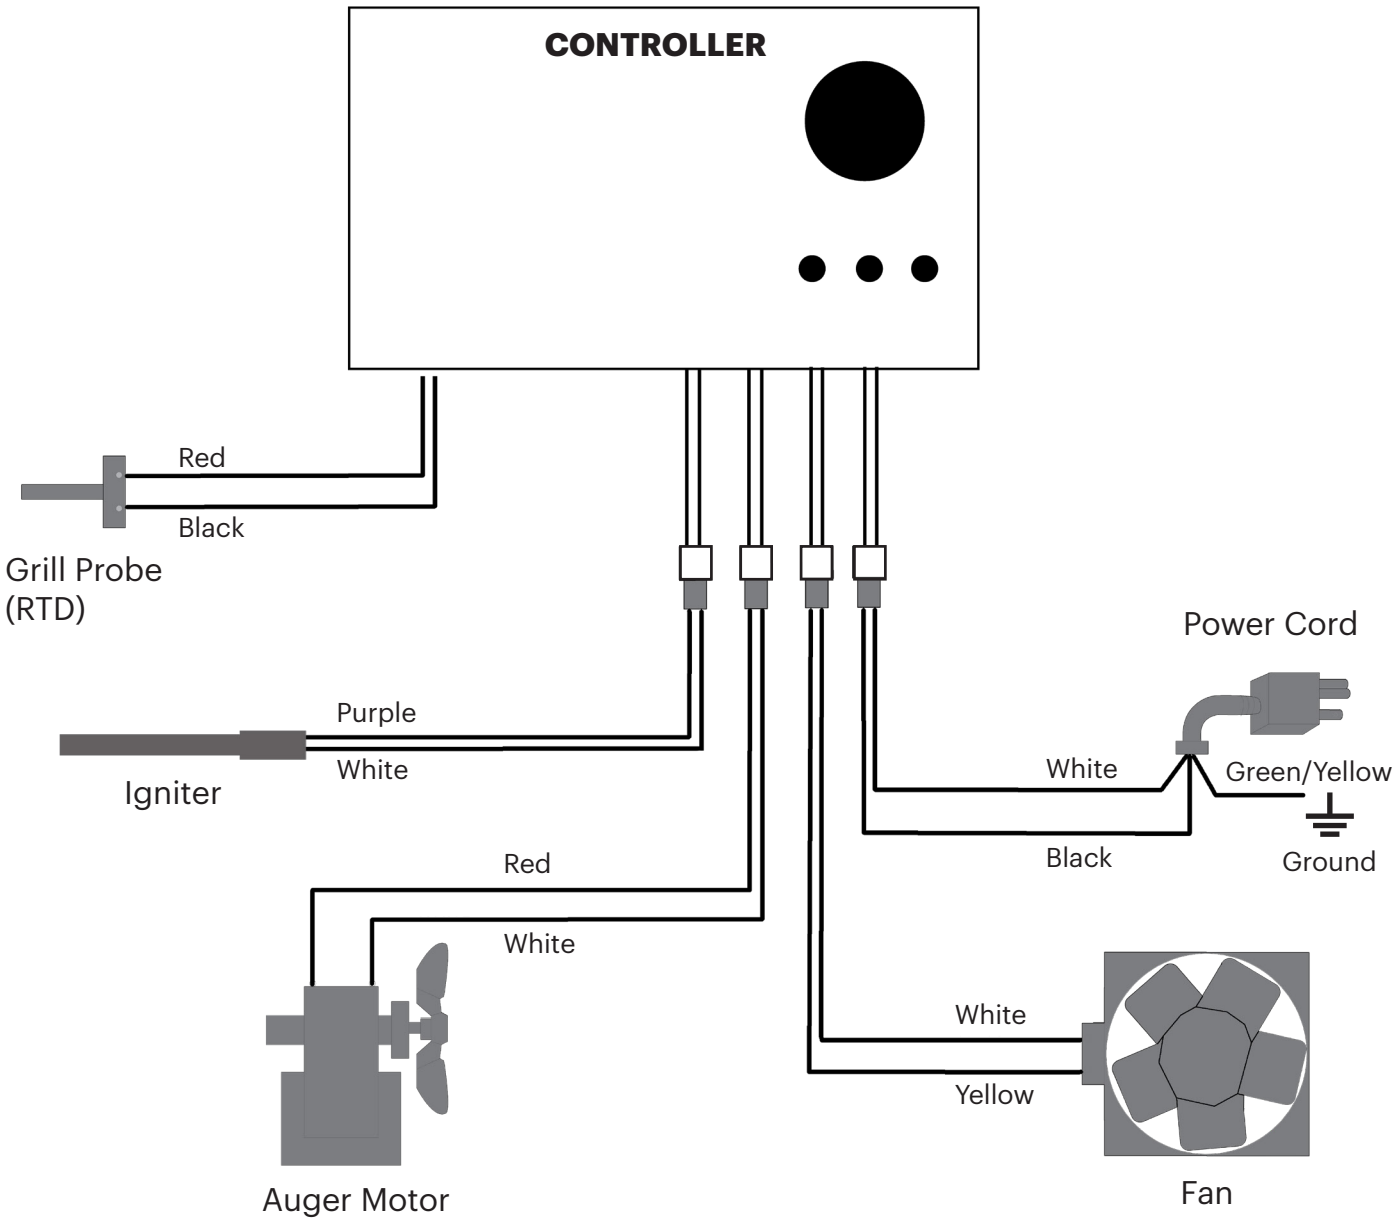 CONTROLLER
Red
Black
Grill Probe
(RTD)
Power Cord
Purple
White
Igniter
White
Green/Yellow
Black
Ground
Red
White
White
Yellow
Auger Motor
Fan